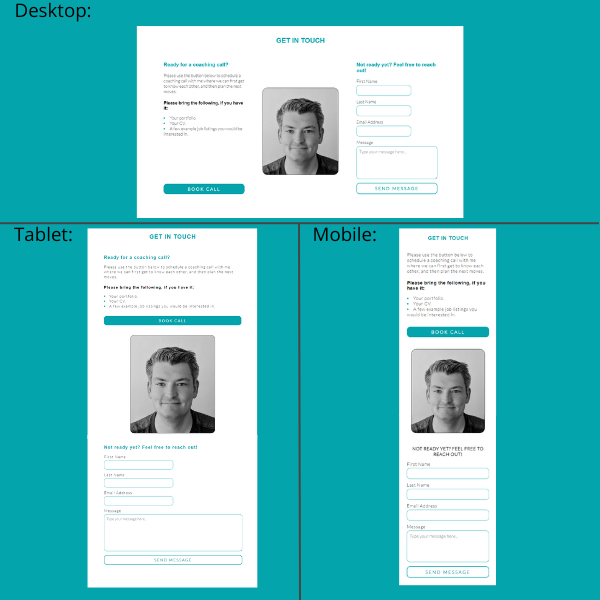 Desktop:
GET IN TOUCH
Ready for a coaching call?
Please use the button below to schedule a
coaching call with me where we can first get
to know each other, and then plan the next
moves.
Please bring the following, if you have
it:
Your portfolio.
Your CV.
A few example job listings you would be
interested in.
BOOK CALL
Not ready yet? Feel free to reach
out!
First Name
Last Name
Email Address
Message
Type your message here...
SEND MESSAGE
Tablet:
GET IN TOUCH
Ready for a coaching call?
Please use the button below to schedule a coaching call with me
where we can first get to know each other, and then plan the next
moves.
Please bring the following, if you have it:
Your portfolio.
Your CV.
A few example job listings you would be interested in.
BOOK CALL
Not ready yet? Feel free to reach out!
First Name
Last Name
Email Address
Message
Type your message here...
SEND MESSAGE
Mobile:
GET IN TOUCH
Please use the button below to
schedule a coaching call with me
where we can first get to know each
other, and then plan the next moves.
Please bring the following, if you
have it:
Your portfolio.
Your CV.
A few example job listings you
would be interested in.
BOOK CALL
NOT READY YET? FEEL FREE TO
REACH OUT!
First Name
Last Name
Email Address
Message
Type your message here...
SEND MESSAGE